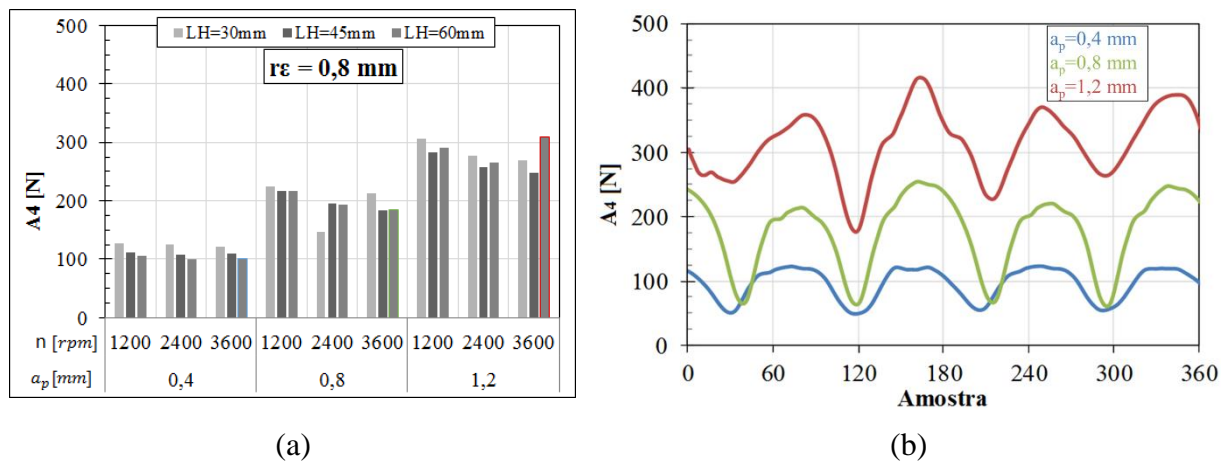 500
400
300
200
100
0
A4 [N]
LH=30mm LH=45mm LH=60mm
rε = 0,8 mm
n [rpm] 1200 2400 3600 1200 2400 3600 1200 2400 3600
aₚ[mm] 0,4 0,8 1,2
(a)
500
400
300
200
100
0
A4 [N]
aₚ=0,4 mm
aₚ=0,8 mm
aₚ=1,2 mm
0 60 120 180 240 300 360
Amostra
(b)